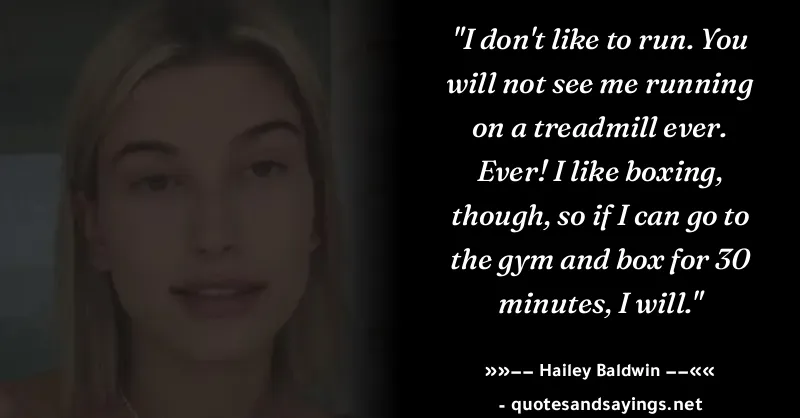 "I don't like to run. You
will not see me running
on a treadmill ever.
Ever! I like boxing,
though, so if I can go to
the gym and box for 30
minutes, I will."
»»–– Hailey Baldwin ––««
- quotesandsayings.net